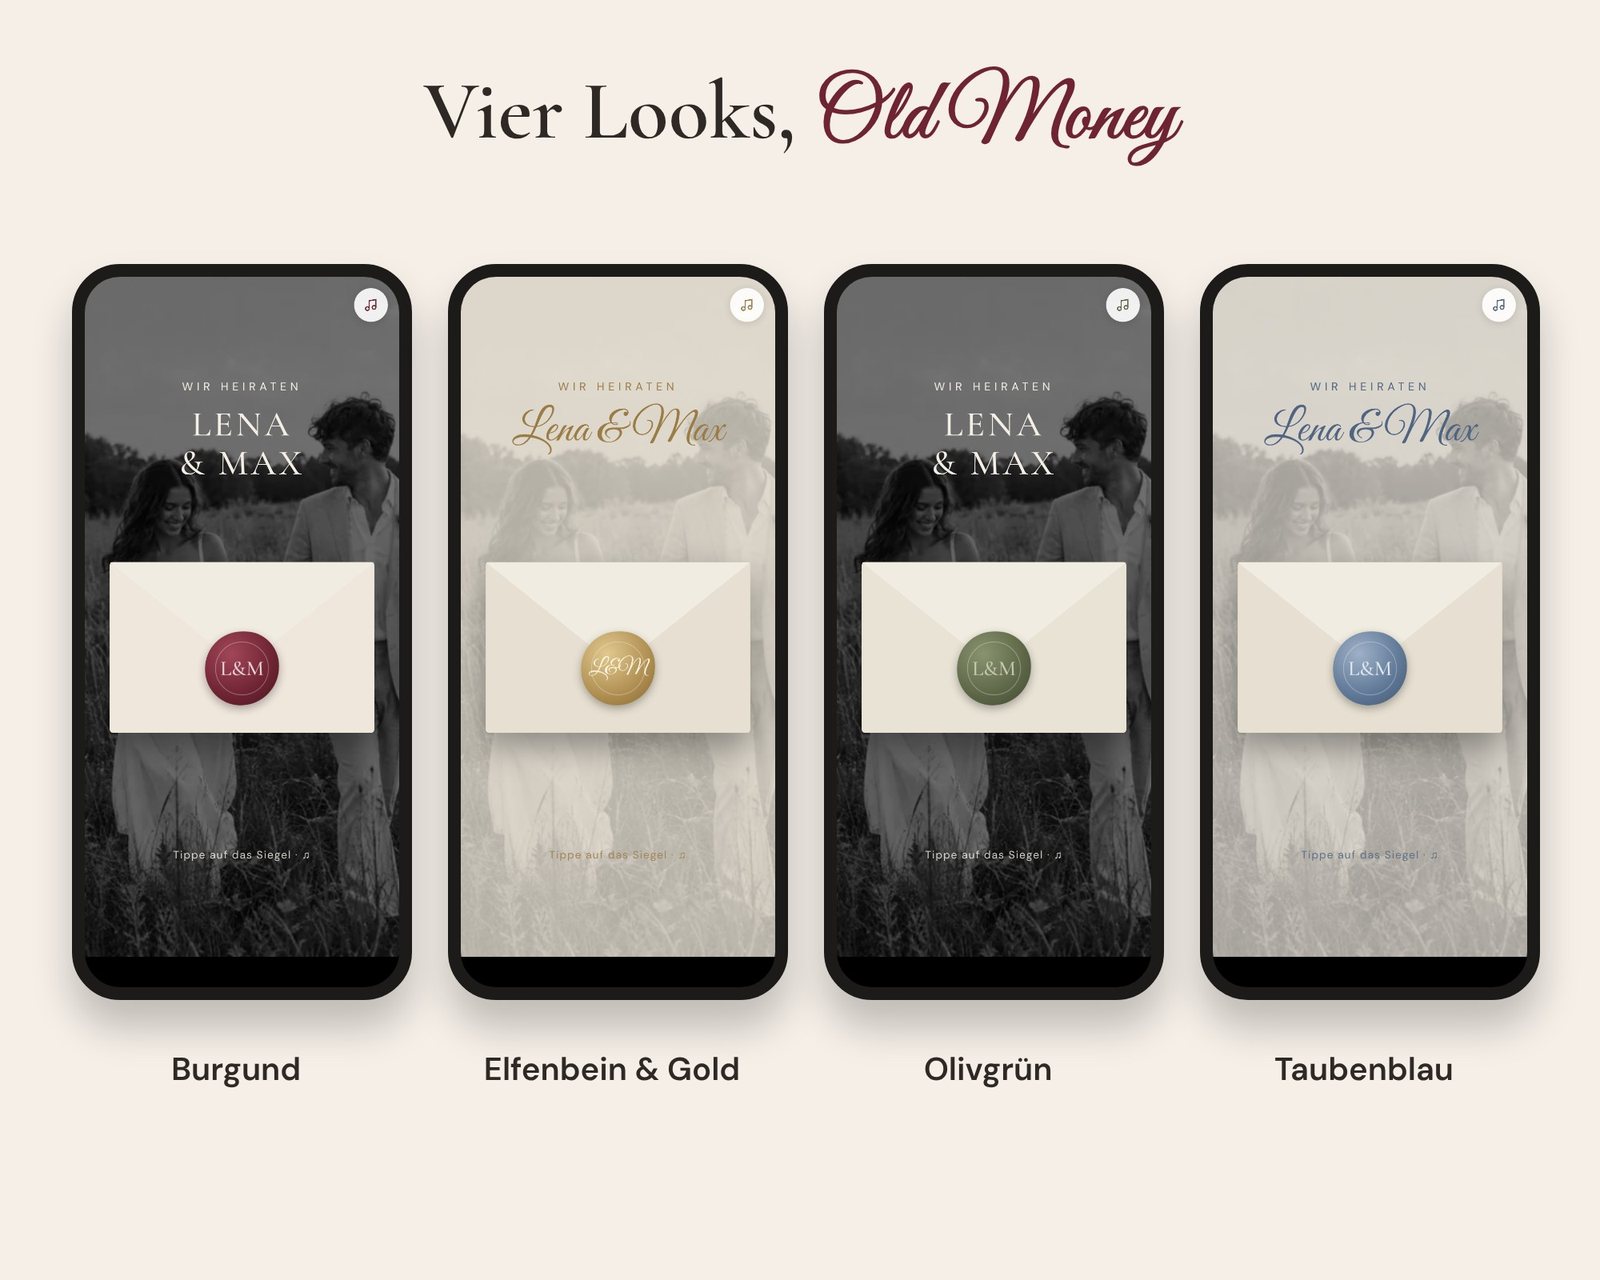 Vier Looks, Old Money
WIR HEIRATEN
LENA
& MAX
L&M
Tippe auf das Siegel · ♫
Burgund
WIR HEIRATEN
Lena & Max
L&M
Tippe auf das Siegel · ♫
Elfenbein & Gold
WIR HEIRATEN
LENA
& MAX
L&M
Tippe auf das Siegel · ♫
Olivgrün
WIR HEIRATEN
Lena & Max
L&M
Tippe auf das Siegel · ♫
Taubenblau